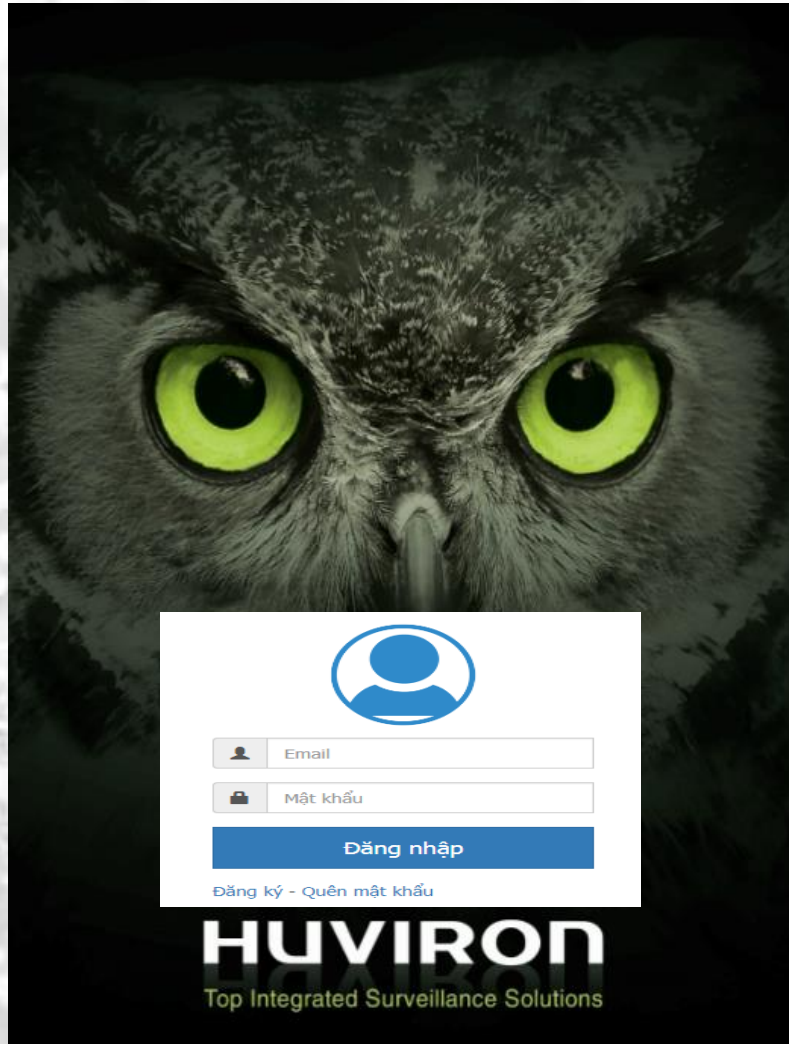 Email
Mật khẩu
Đăng nhập
Đăng ký - Quên mật khẩu
HUVIRON
Top Integrated Surveillance Solutions